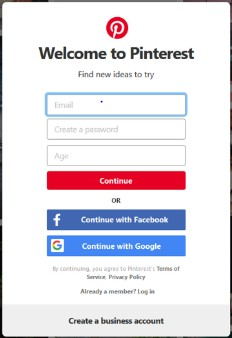 Welcome to Pinterest
Find new ideas to try
Email
Create a password
Age
Continue
OR
Continue with Facebook
Continue with Google
By continuing, you agree to Pinterest's Terms of
Service, Privacy Policy
Already a member? Log in
Create a business account